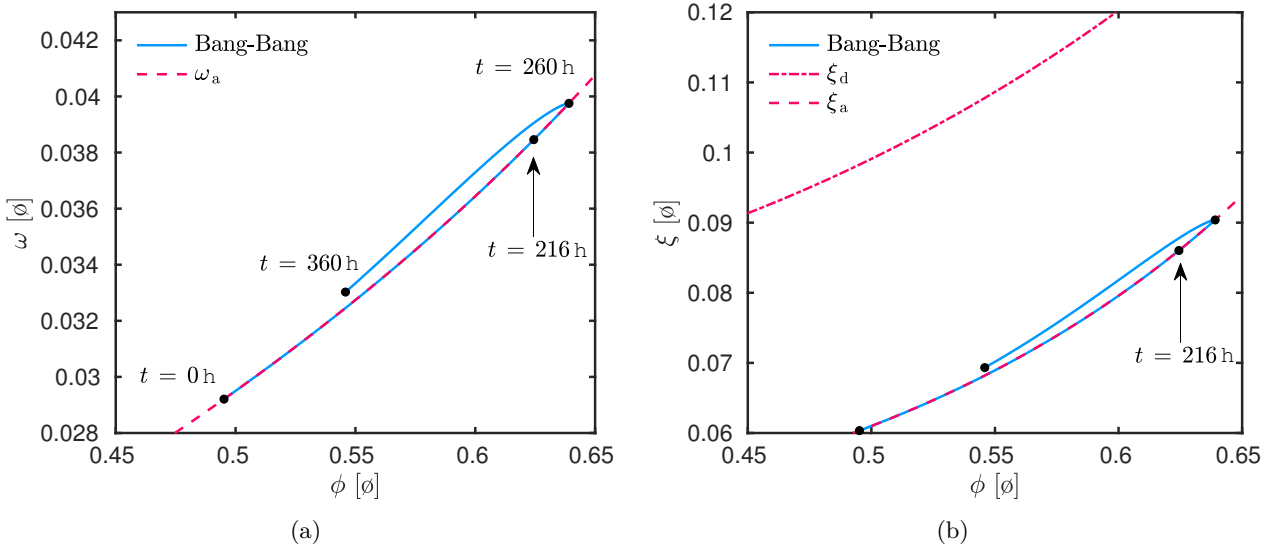 0.042
0.04
0.038
0.036
0.034
0.032
0.03
0.028
ω [ø]
Bang-Bang
ω_a
t = 260 h
t = 216 h
t = 360 h
t = 0 h
0.45 0.5 0.55 0.6 0.65
ϕ [ø]
(a)
0.12
0.11
0.1
0.09
0.08
0.07
0.06
ξ [ø]
Bang-Bang
ξ_d
ξ_a
t = 216 h
0.45 0.5 0.55 0.6 0.65
ϕ [ø]
(b)